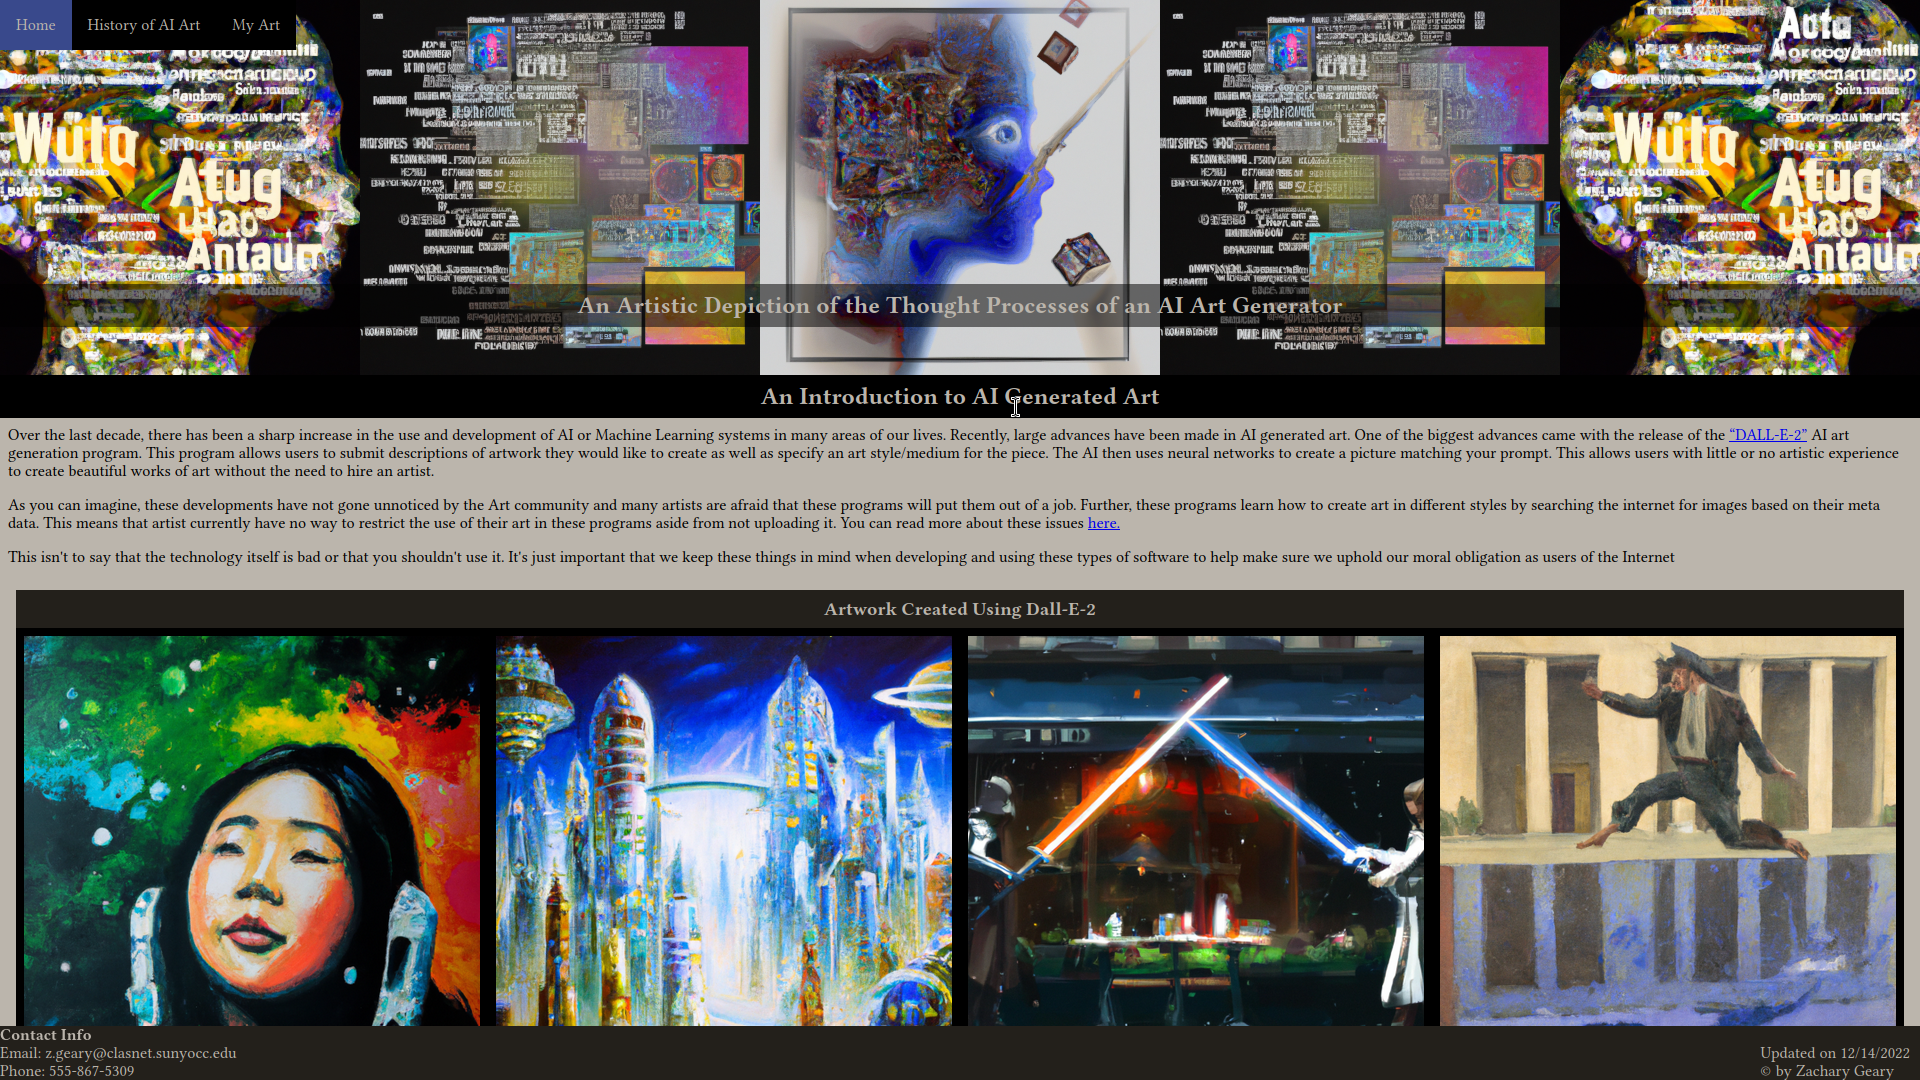 Home
History of AI Art
My Art
Wuta
Atug
Antaur
Wuta
Atug
Antaur
An Artistic Depiction of the Thought Processes of an AI Art Generator
An Introduction to AI Generated Art
Over the last decade, there has been a sharp increase in the use and development of AI or Machine Learning systems in many areas of our lives. Recently, large advances have been made in AI generated art. One of the biggest advances came with the release of the “DALL-E-2” AI art
generation program. This program allows users to submit descriptions of artwork they would like to create as well as specify an art style/medium for the piece. The AI then uses neural networks to create a picture matching your prompt. This allows users with little or no artistic experience
to create beautiful works of art without the need to hire an artist.
As you can imagine, these developments have not gone unnoticed by the Art community and many artists are afraid that these programs will put them out of a job. Further, these programs learn how to create art in different styles by searching the internet for images based on their meta
data. This means that artist currently have no way to restrict the use of their art in these programs aside from not uploading it. You can read more about these issues here.
This isn't to say that the technology itself is bad or that you shouldn't use it. It's just important that we keep these things in mind when developing and using these types of software to help make sure we uphold our moral obligation as users of the Internet
Artwork Created Using Dall-E-2
Contact Info
Email: z.geary@clasnet.sunyocc.edu
Phone: 555-867-5309
Updated on 12/14/2022
© by Zachary Geary